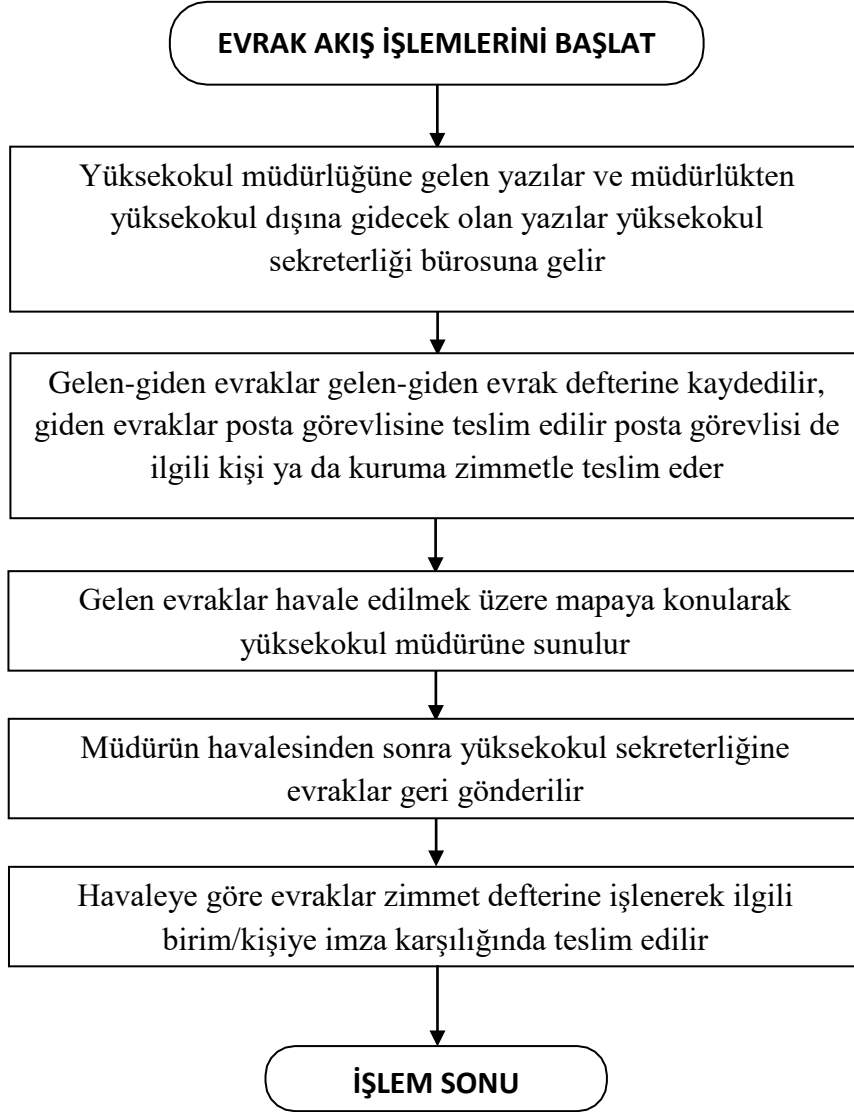 EVRAK AKIŞ İŞLEMLERİNİ BAŞLAT
Yüksekokul müdürlüğüne gelen yazılar ve müdürlükten
yüksekokul dışına gidecek olan yazılar yüksekokul
sekreterliği bürosuna gelir
Gelen-giden evraklar gelen-giden evrak defterine kaydedilir,
giden evraklar posta görevlisine teslim edilir posta görevlisi de
ilgili kişi ya da kuruma zimmetle teslim eder
Gelen evraklar havale edilmek üzere mapaya konularak
yüksekokul müdürüne sunulur
Müdürün havalesinden sonra yüksekokul sekreterliğine
evraklar geri gönderilir
Havaleye göre evraklar zimmet defterine işlenerek ilgili
birim/kişiye imza karşılığında teslim edilir
İŞLEM SONU